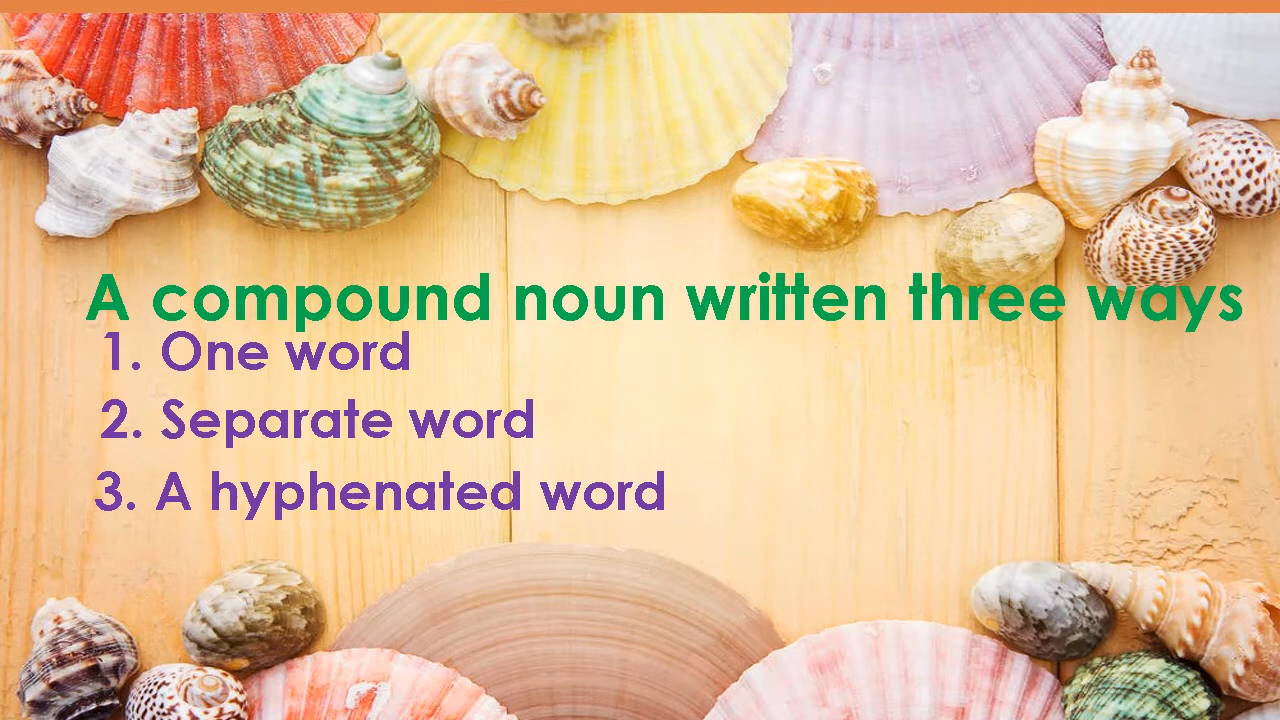 A compound noun written three ways
1. One word
2. Separate word
3. A hyphenated word